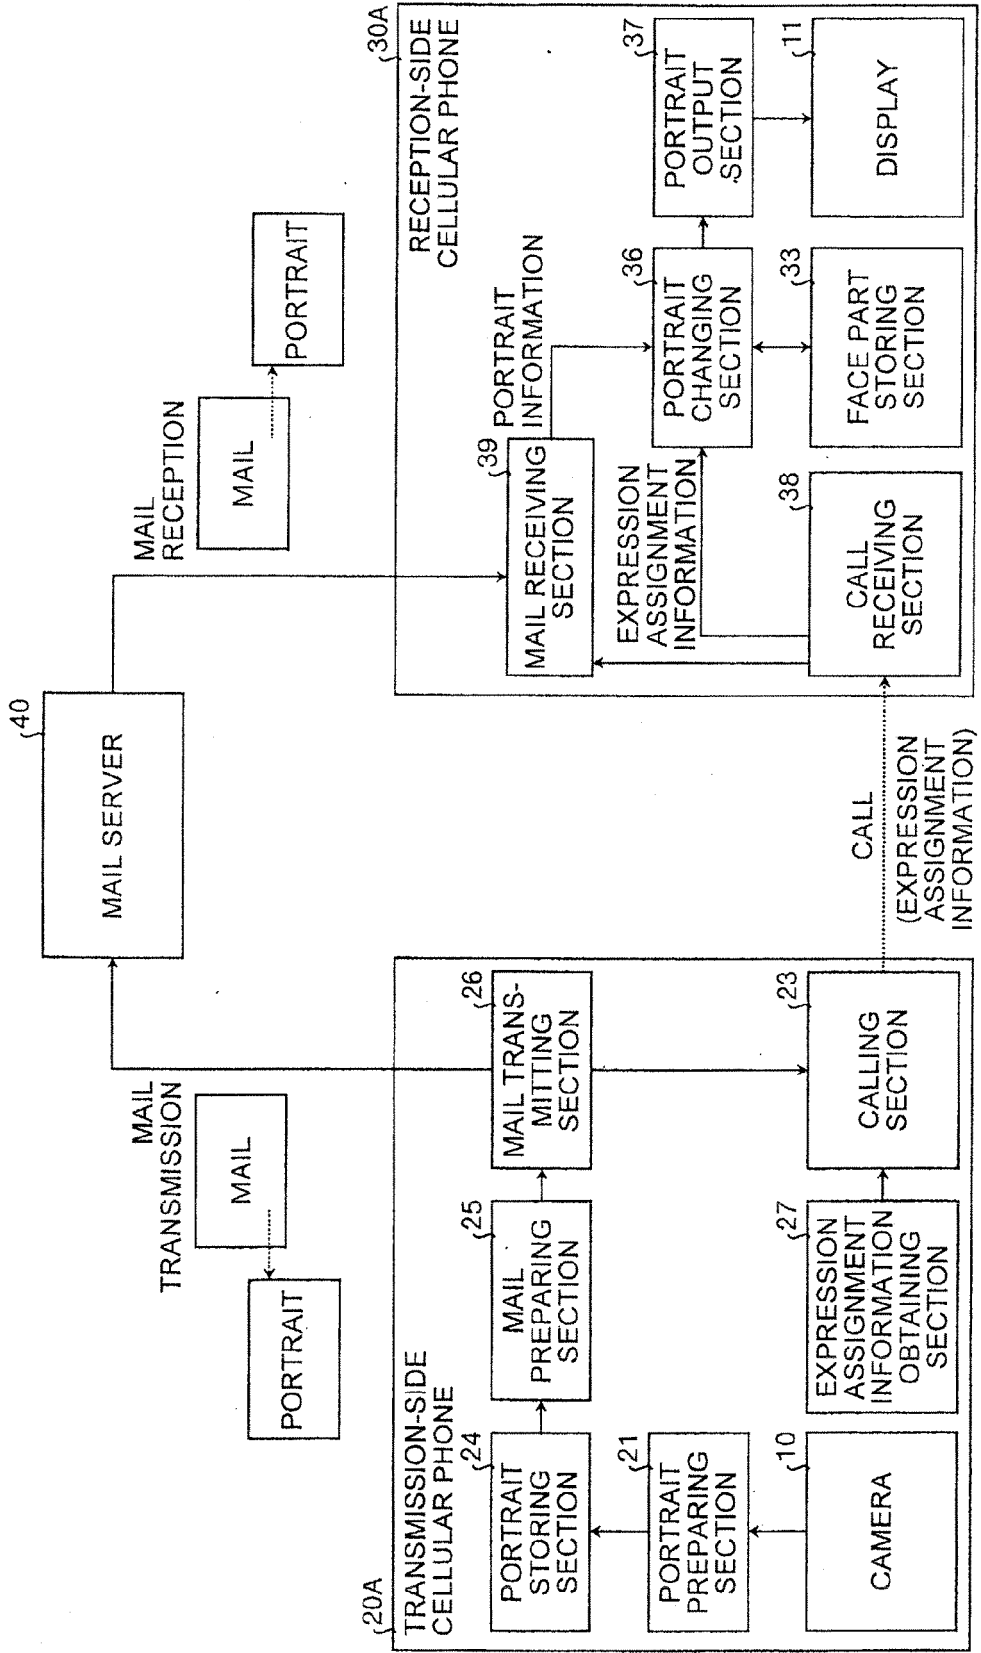 40
MAIL SERVER
MAIL
TRANSMISSION
MAIL
PORTRAIT
MAIL
RECEPTION
MAIL
PORTRAIT
20A
TRANSMISSION-SIDE
CELLULAR PHONE
24
PORTRAIT
STORING
SECTION
25
MAIL
PREPARING
SECTION
26
MAIL TRANS-
MITTING
SECTION
21
PORTRAIT
PREPARING
SECTION
10
CAMERA
27
EXPRESSION
ASSIGNMENT
INFORMATION
OBTAINING
SECTION
23
CALLING
SECTION
CALL
(EXPRESSION
ASSIGNMENT
INFORMATION)
30A
RECEPTION-SIDE
CELLULAR PHONE
39
MAIL RECEIVING
SECTION
PORTRAIT
INFORMATION
EXPRESSION
ASSIGNMENT
INFORMATION
36
PORTRAIT
CHANGING
SECTION
37
PORTRAIT
OUTPUT
SECTION
38
CALL
RECEIVING
SECTION
33
FACE PART
STORING
SECTION
11
DISPLAY